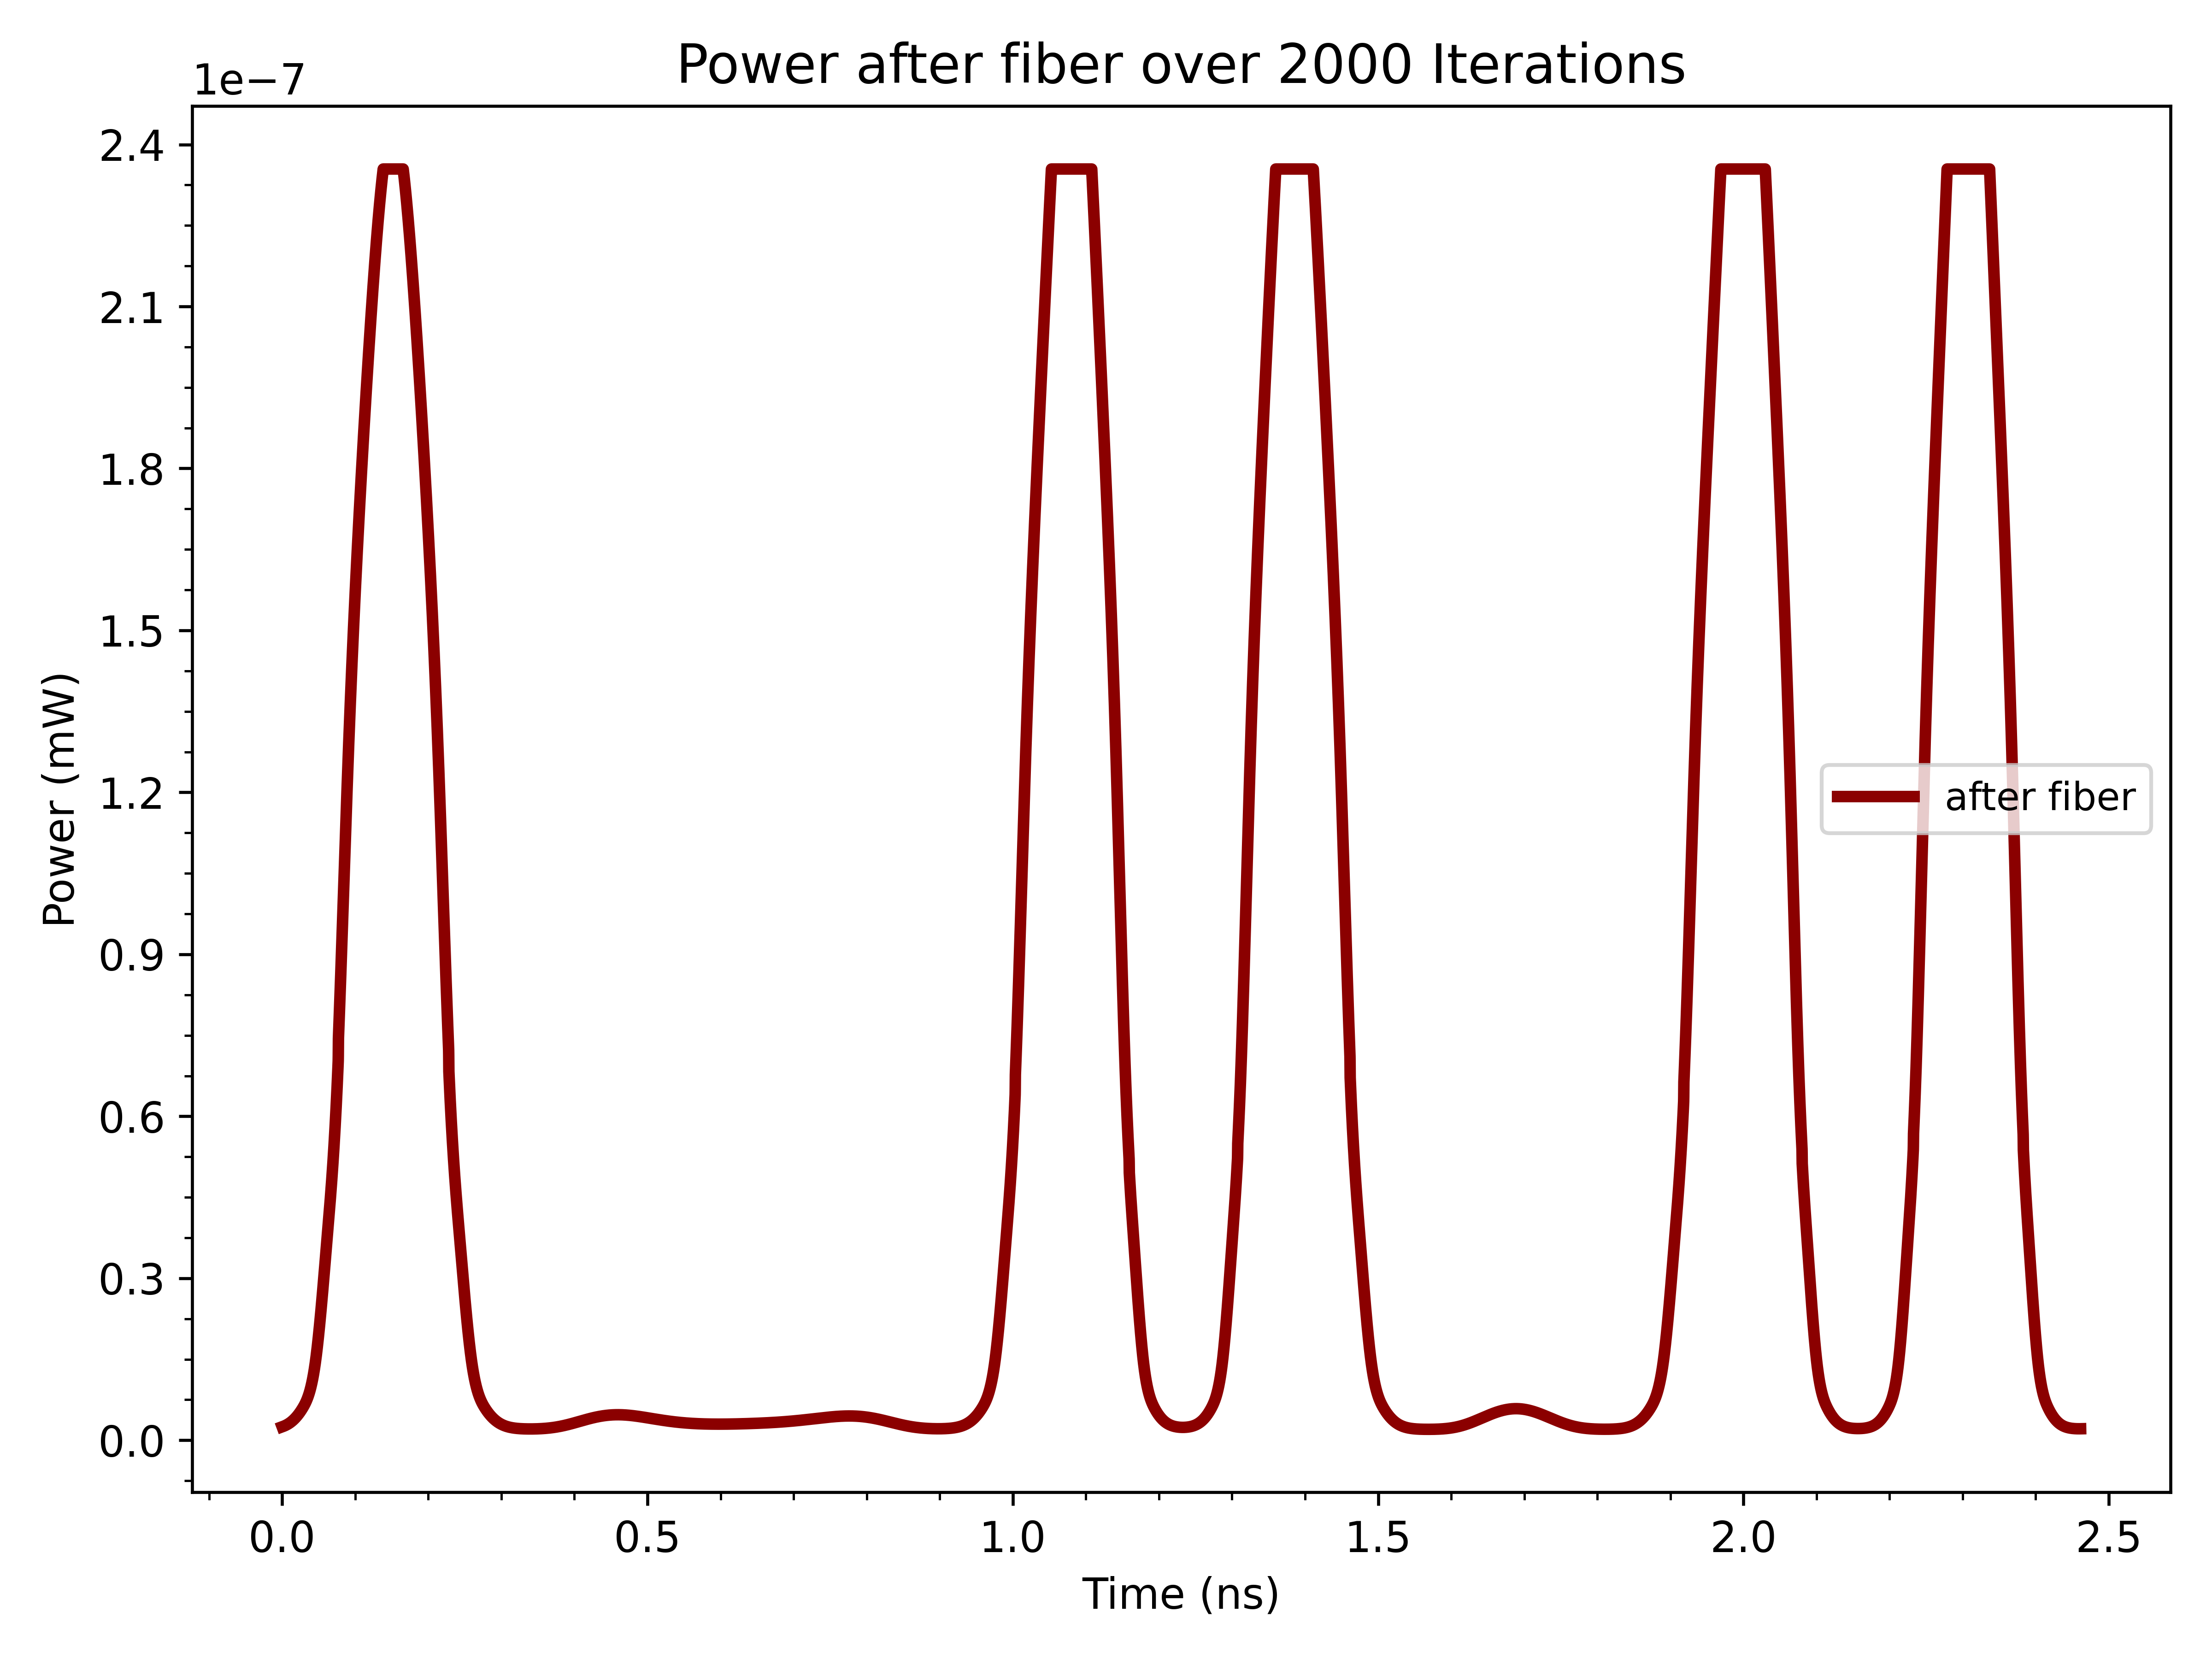 Power after fiber over 2000 Iterations
1e−7
2.4
2.1
1.8
1.5
1.2
0.9
0.6
0.3
0.0
Power (mW)
after fiber
0.0 0.5 1.0 1.5 2.0 2.5
Time (ns)